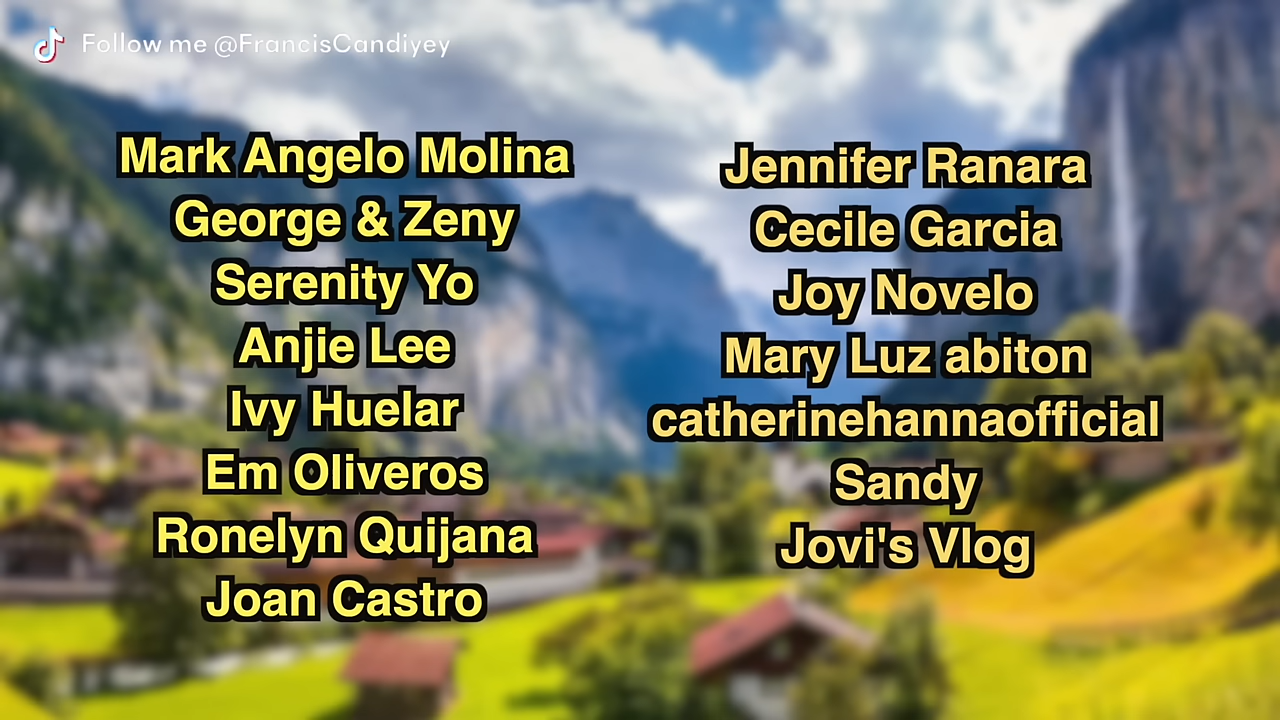 Follow me @FrancisCandiyey
Mark Angelo Molina
George & Zeny
Serenity Yo
Anjie Lee
Ivy Huelar
Em Oliveros
Ronelyn Quijana
Joan Castro
Jennifer Ranara
Cecile Garcia
Joy Novelo
Mary Luz abiton
catherinehannaofficial
Sandy
Jovi's Vlog